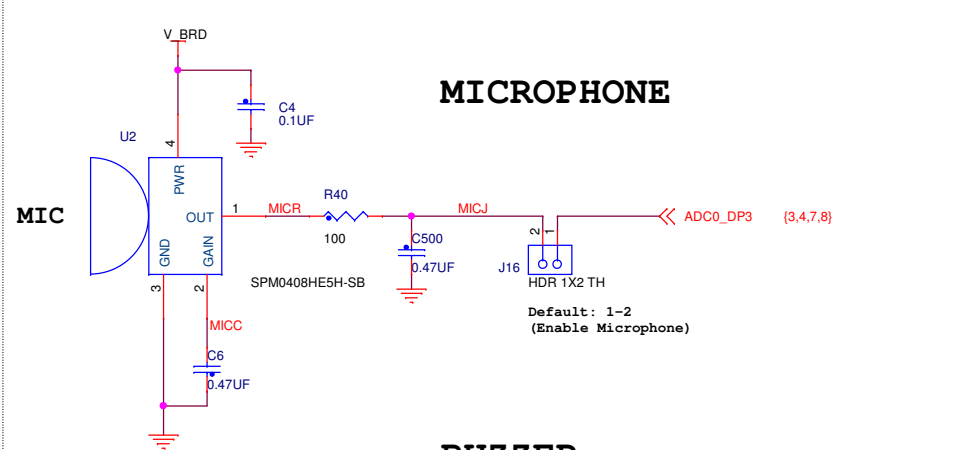 V_BRD
MICROPHONE
C4
0.1UF
U2
4
PWR
MIC
OUT
1
MICR
R40
100
MICJ
ADC0_DP3
{3,4,7,8}
GND
GAIN
C500
0.47UF
2
1
J16
HDR 1X2 TH
SPM0408HE5H-SB
3
2
Default: 1-2
(Enable Microphone)
MICC
C6
0.47UF
BUZZER